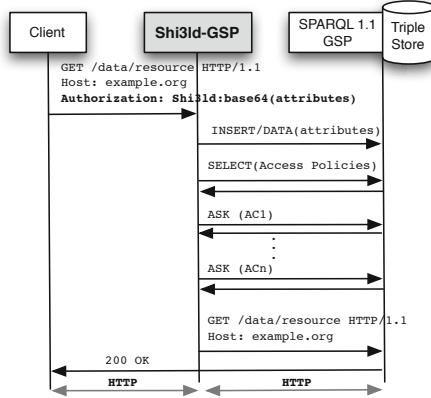 Client
Shi3ld-GSP
SPARQL 1.1
GSP
Triple
Store
GET /data/resource HTTP/1.1
Host: example.org
Authorization: Shi3ld:base64(attributes)
INSERT/DATA(attributes)
SELECT(Access Policies)
ASK (AC1)
.
.
.
ASK (ACn)
GET /data/resource HTTP/1.1
Host: example.org
200 OK
HTTP
HTTP